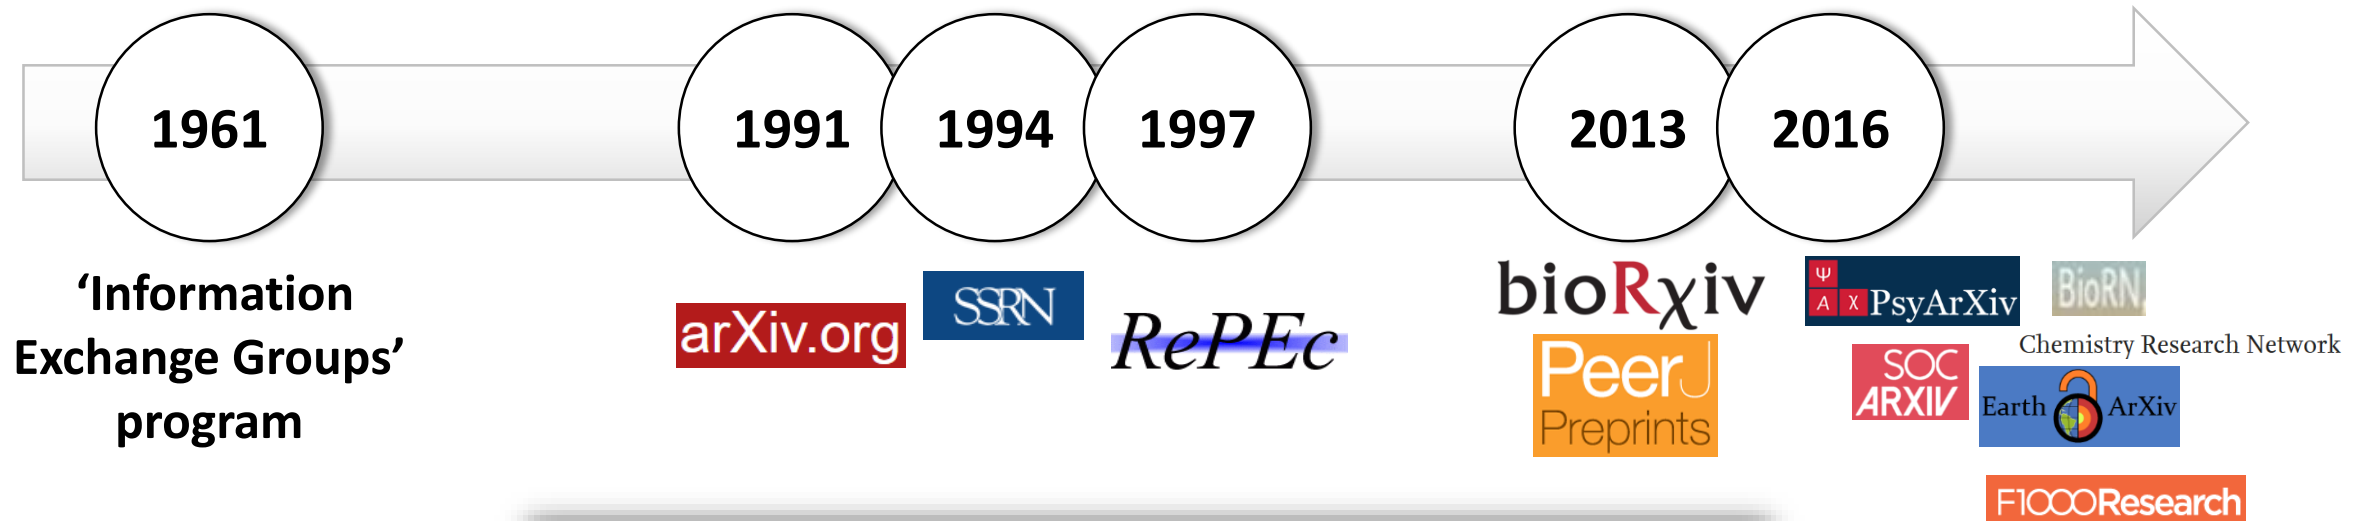 1961
1991
1994
1997
2013
2016
‘Information
Exchange Groups’
program
arXiv.org
SSRN
RePEc
bioRχiv
PeerJ
Preprints
Ψ
A χ PsyArXiv
SOC
ARXIV
BioRN
Chemistry Research Network
Earth ArXiv
F1000Research